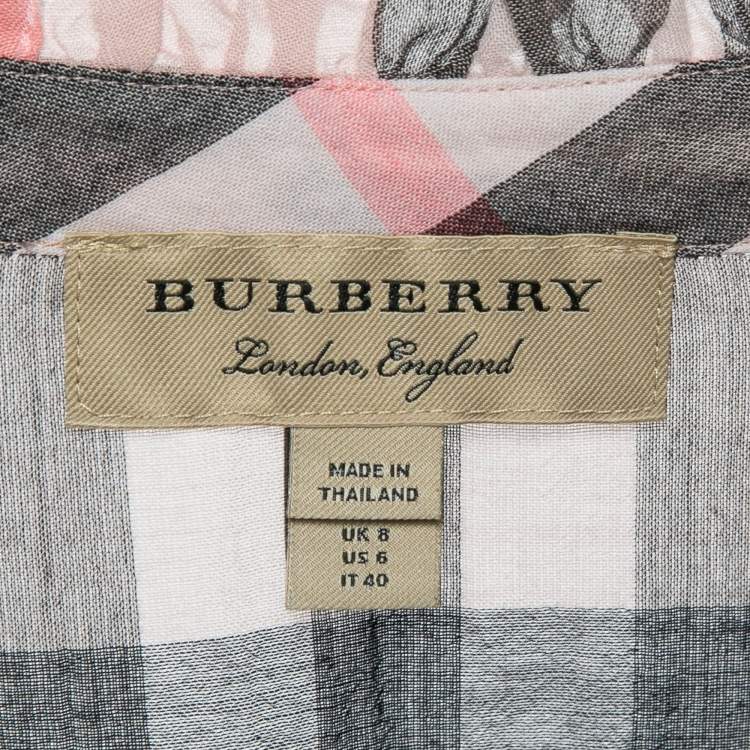 BURBERRY
London, England
MADE IN
THAILAND
UK 8
US 6
IT 40